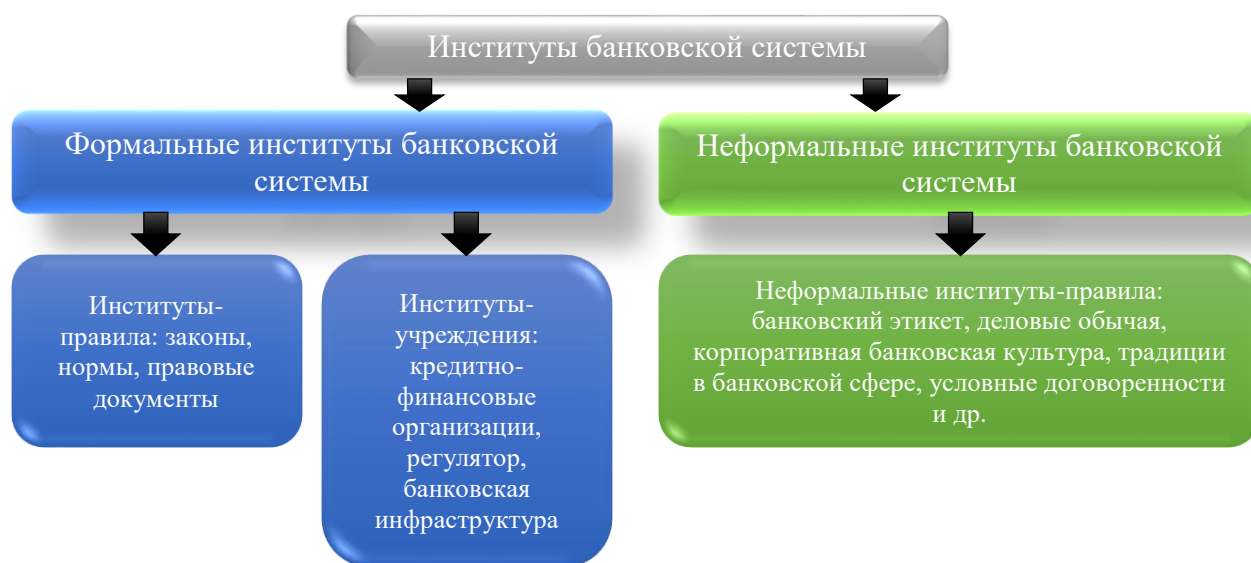 Институты банковской системы
Формальные институты банковской
системы
Неформальные институты банковской
системы
Институты-
правила: законы,
нормы, правовые
документы
Институты-
учреждения:
кредитно-
финансовые
организации,
регулятор,
банковская
инфраструктура
Неформальные институты-правила:
банковский этикет, деловые обычая,
корпоративная банковская культура, традиции
в банковской сфере, условные договоренности
и др.